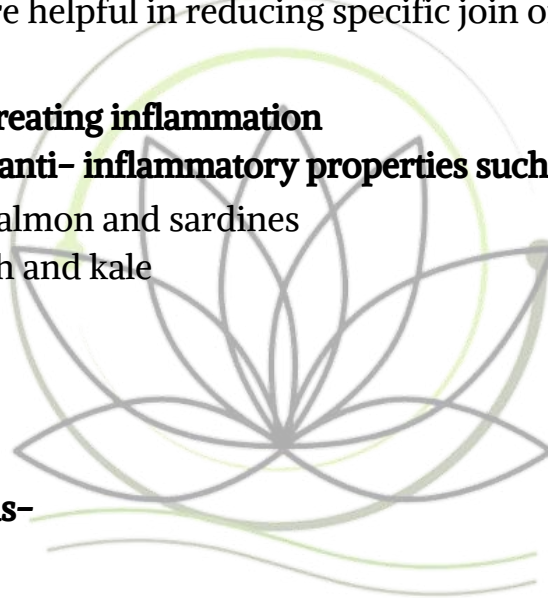 re helpful in reducing specific join o
reating inflammation
anti- inflammatory properties such
almon and sardines
h and kale
s-